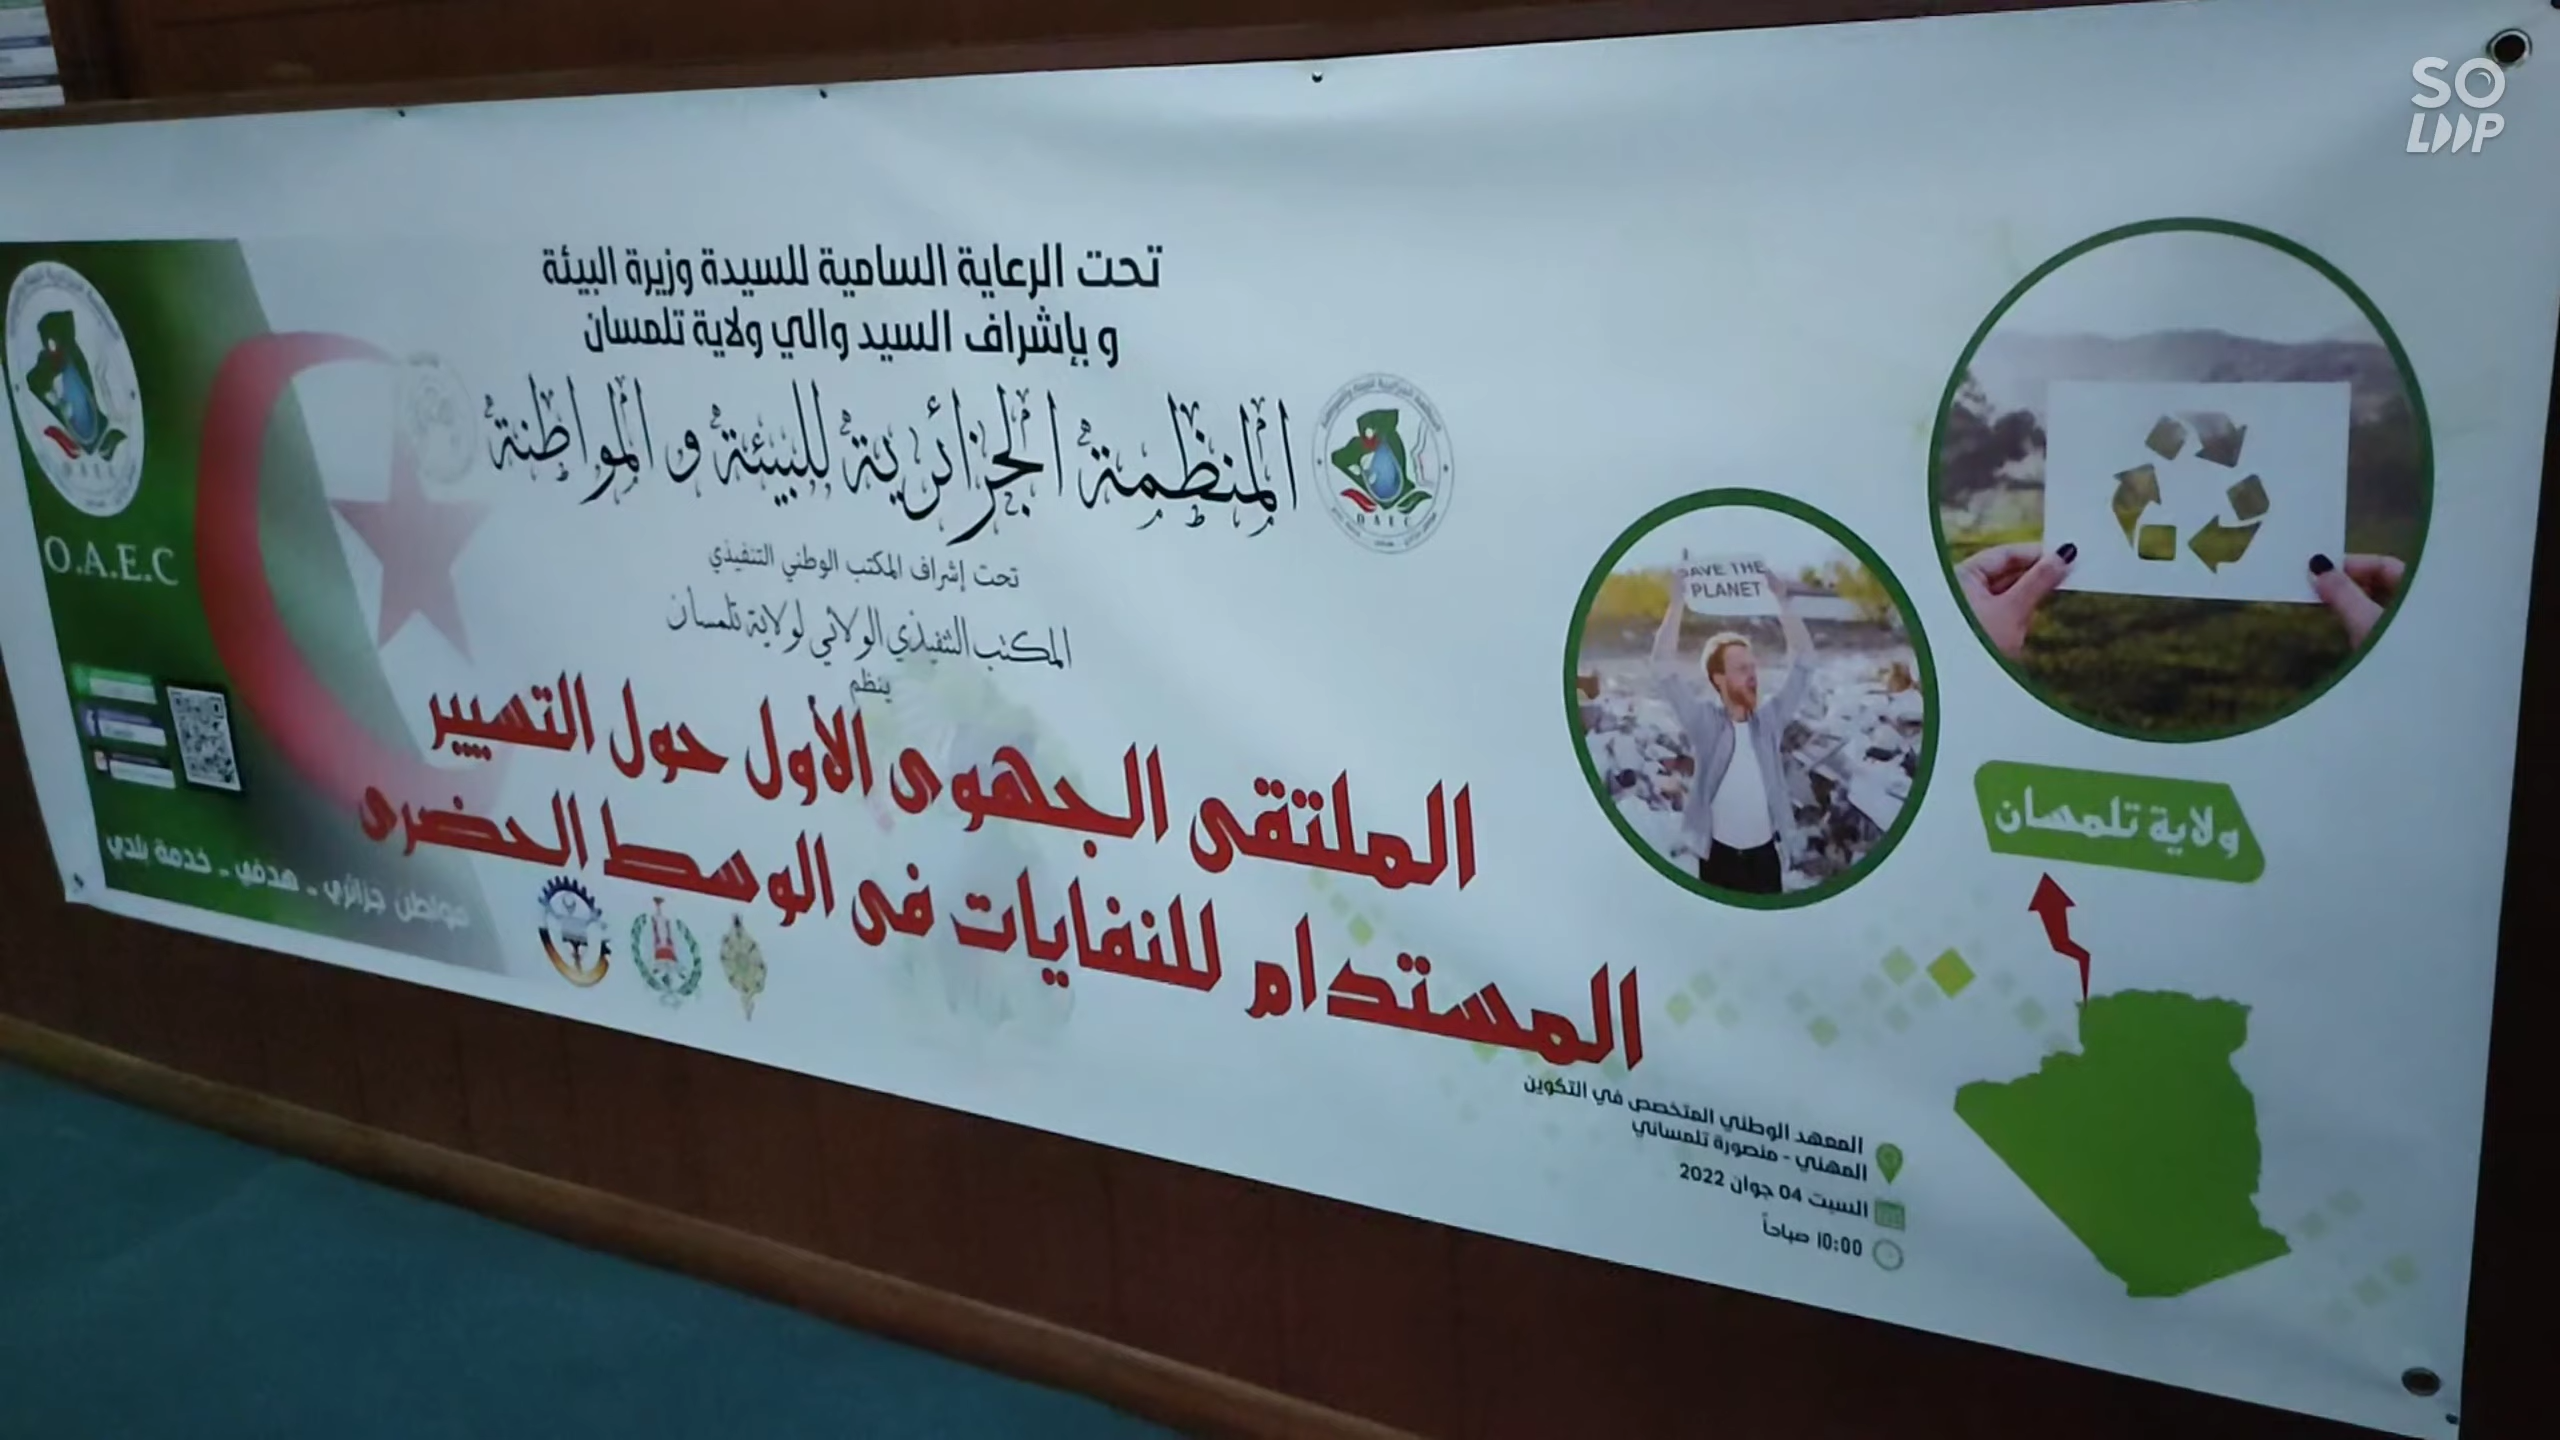 SO
LOOP
تحت الرعاية السامية للسيدة وزيرة البيئة
و بإشراف السيد والي ولاية تلمسان
المنظمة الجزائرية للبيئة و المواطنة
تحت إشراف المكتب الوطني التنفيذي
المكتب التنفيذي الولائي لولاية تلمسان
ينظم
الملتقى الجهوي الأول حول التسيير
المستدام للنفايات في الوسط الحضري
O.A.E.C
O.A.E.C
مواطن جزائري - هدفي - خدمة بلدي
SAVE THE
PLANET
ولاية تلمسان
المعهد الوطني المتخصص في التكوين
المهني - منصورة تلمساني
السبت 04 جوان 2022
10:00 صباحاً